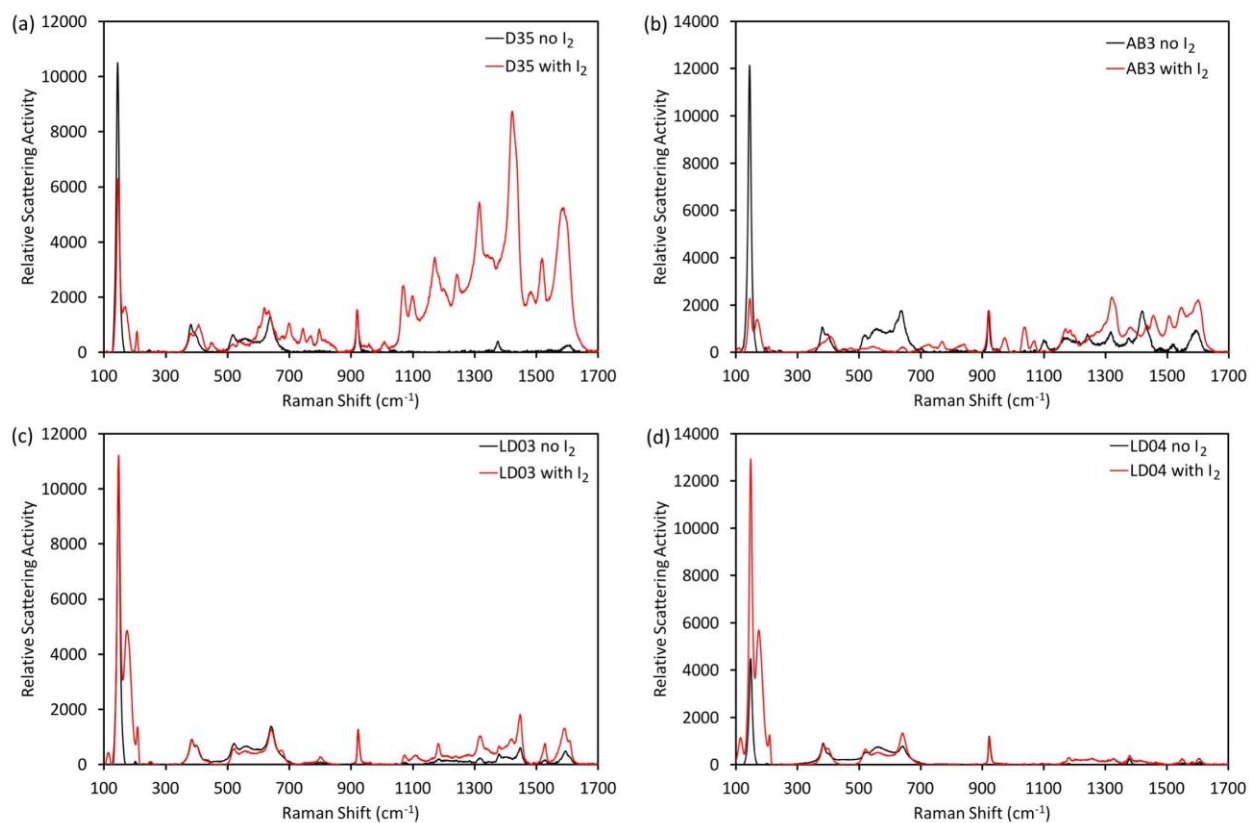 (a)
12000
10000
8000
6000
4000
2000
0
Relative Scattering Activity
D35 no I2
D35 with I2
100 300 500 700 900 1100 1300 1500 1700
Raman Shift (cm-1)
(b)
14000
12000
10000
8000
6000
4000
2000
0
Relative Scattering Activity
AB3 no I2
AB3 with I2
100 300 500 700 900 1100 1300 1500 1700
Raman Shift (cm-1)
(c)
12000
10000
8000
6000
4000
2000
0
Relative Scattering Activity
LD03 no I2
LD03 with I2
100 300 500 700 900 1100 1300 1500 1700
Raman Shift (cm-1)
(d)
14000
12000
10000
8000
6000
4000
2000
0
Relative Scattering Activity
LD04 no I2
LD04 with I2
100 300 500 700 900 1100 1300 1500 1700
Raman Shift (cm-1)